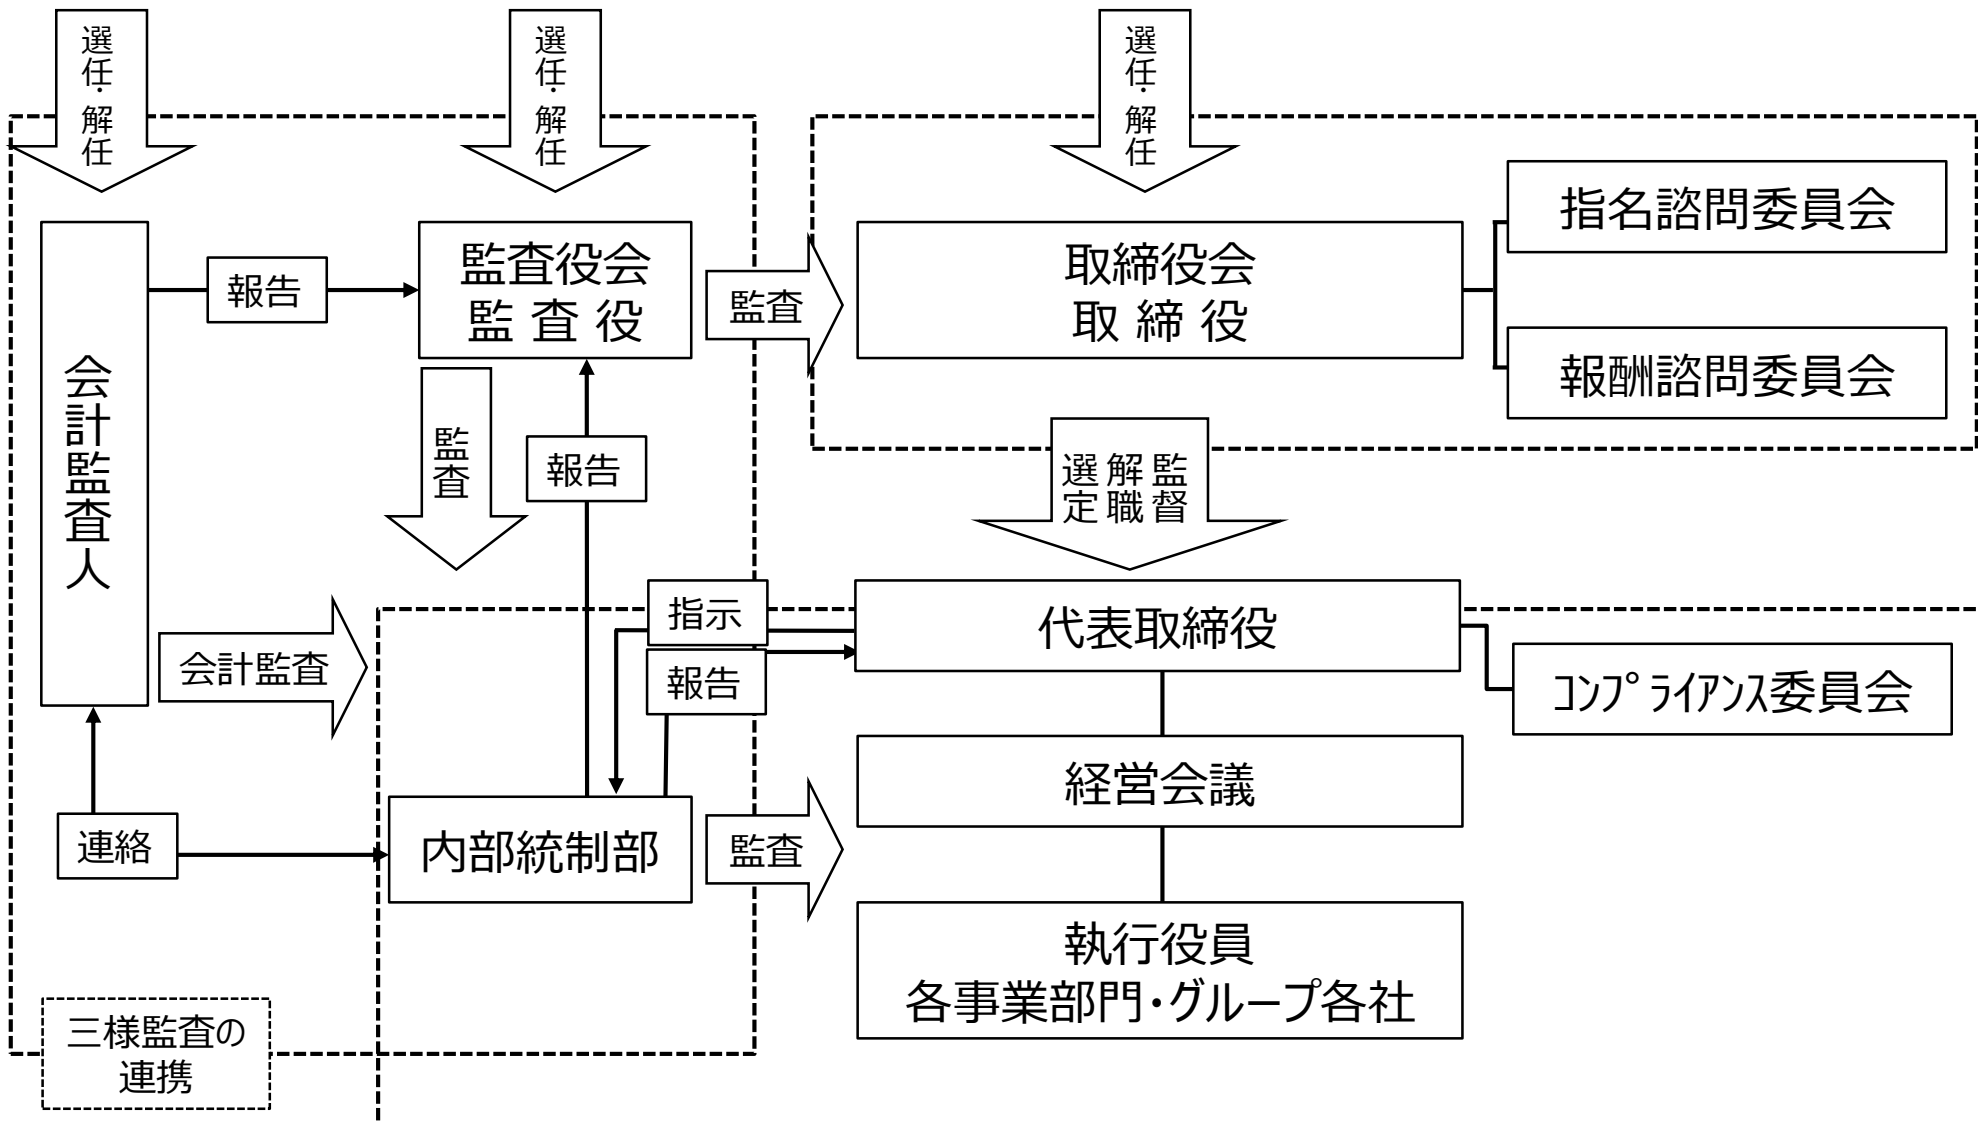 選任・解任
選任・解任
選任・解任
指名諮問委員会
監査役会
監 査 役
取締役会
取 締 役
報告
監査
報酬諮問委員会
会計監査人
監査
報告
選定
解職
監督
指示
代表取締役
会計監査
報告
ｺﾝﾌﾟﾗｲｱﾝｽ委員会
経営会議
連絡
内部統制部
監査
執行役員
各事業部門・グループ各社
三様監査の
連携